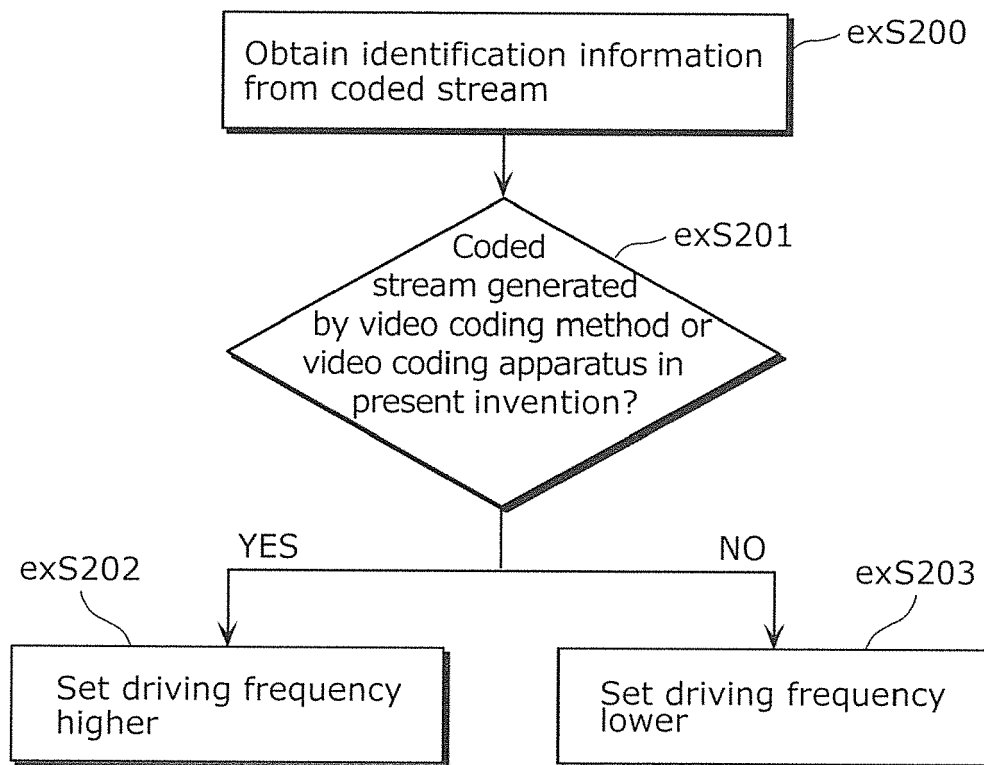 exS200
Obtain identification information
from coded stream
exS201
Coded
stream generated
by video coding method or
video coding apparatus in
present invention?
YES
NO
exS202
exS203
Set driving frequency
higher
Set driving frequency
lower